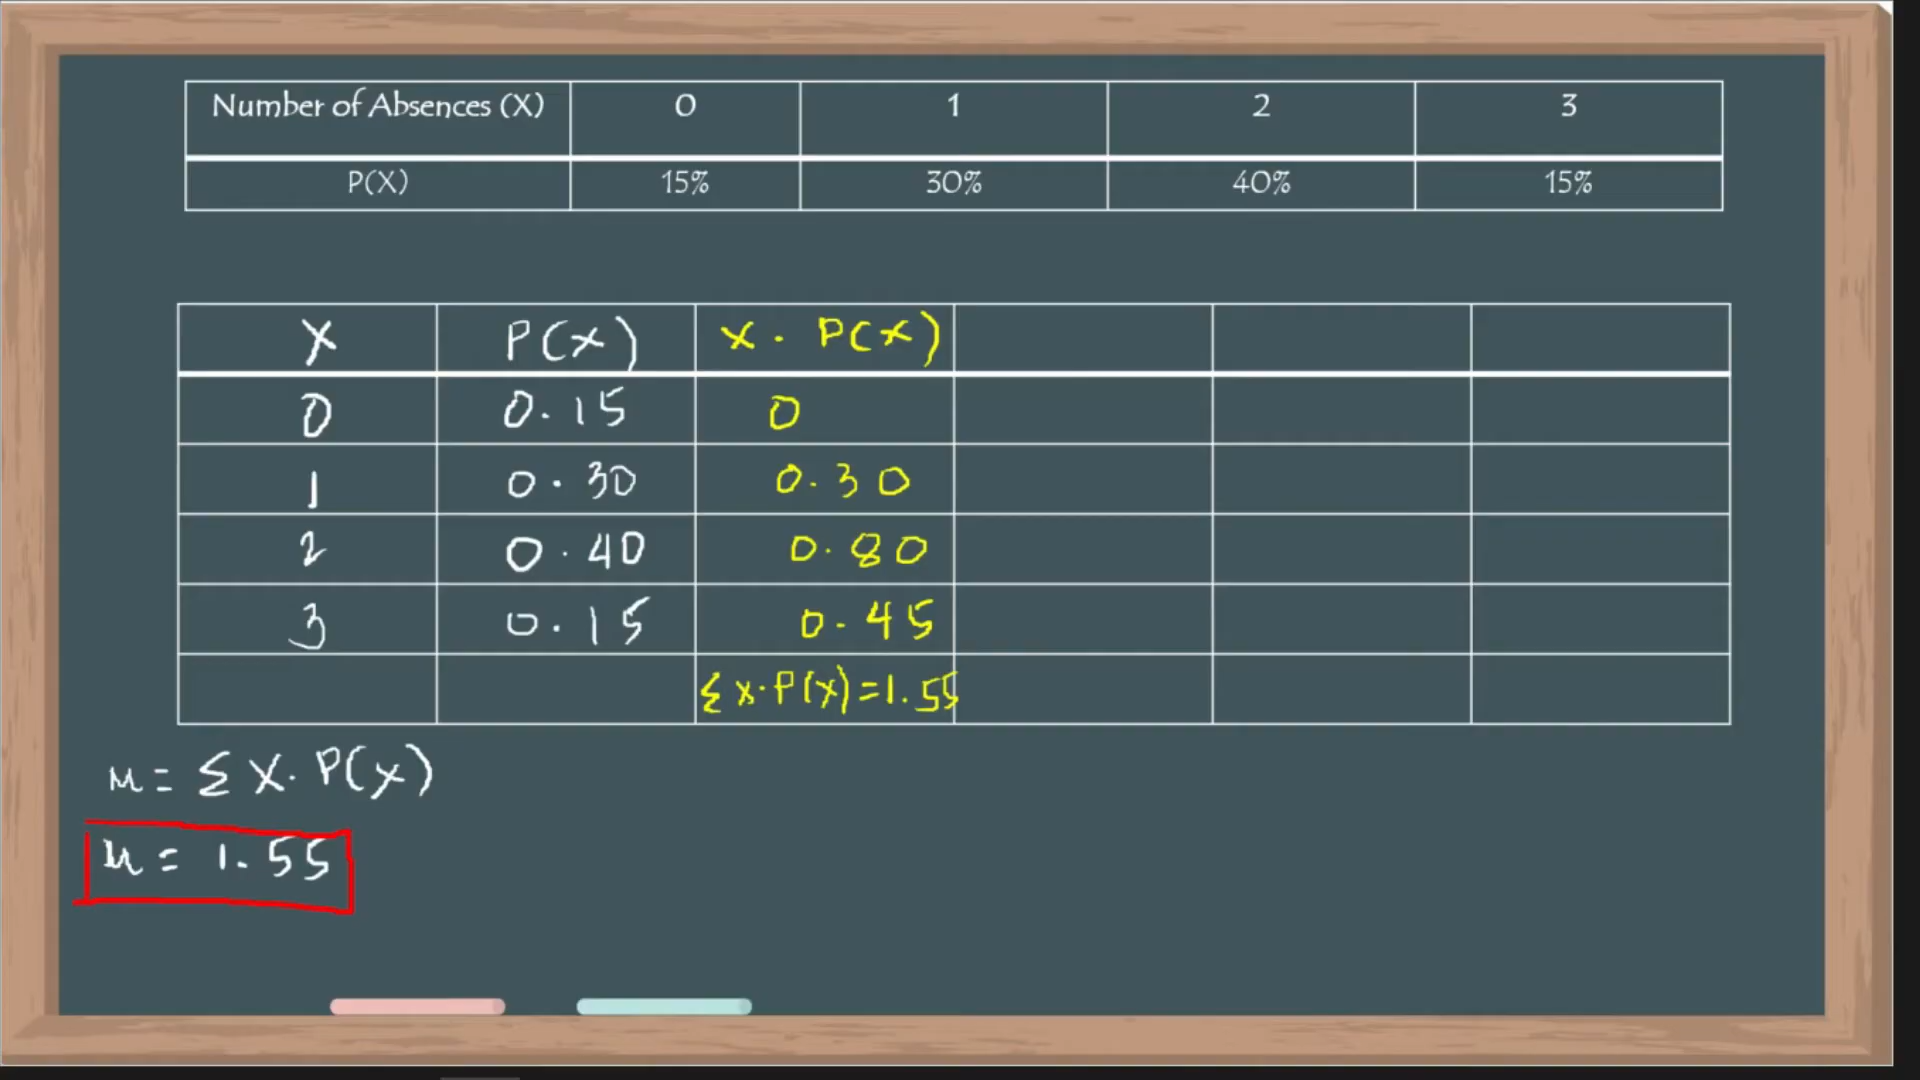 Number of Absences (X) 0 1 2 3
P(X) 15% 30% 40% 15%
X P(X) X · P(X)
0 0.15 0
1 0.30 0.30
2 0.40 0.80
3 0.15 0.45
Σ X·P(X) = 1.55
μ = Σ X · P(X)
μ = 1.55